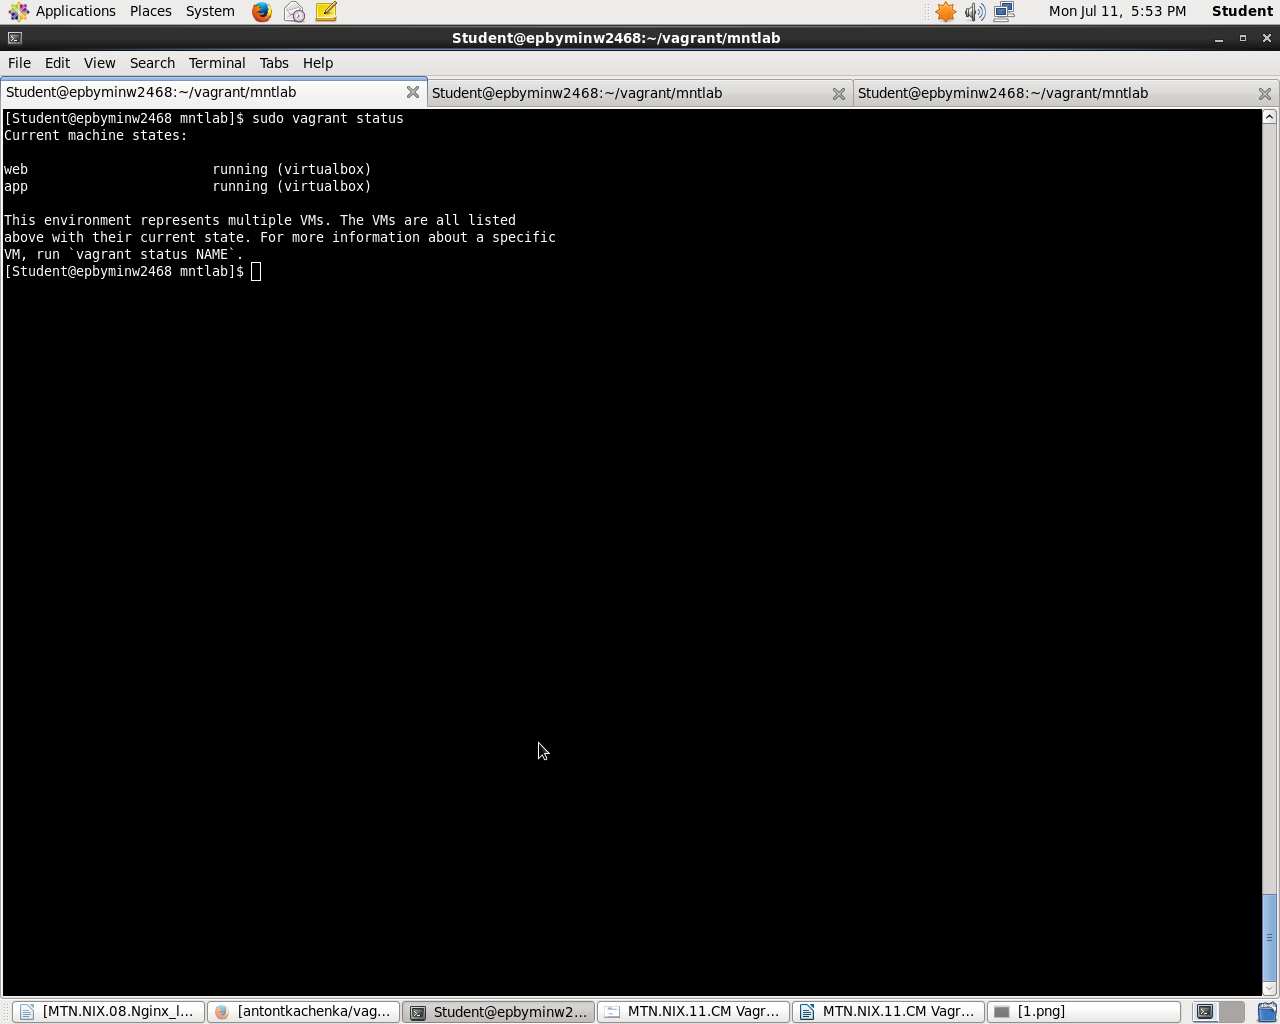 Applications Places System Mon Jul 11, 5:53 PM Student
Student@epbyminw2468:~/vagrant/mntlab
File Edit View Search Terminal Tabs Help
Student@epbyminw2468:~/vagrant/mntlab Student@epbyminw2468:~/vagrant/mntlab Student@epbyminw2468:~/vagrant/mntlab
[Student@epbyminw2468 mntlab]$ sudo vagrant status
Current machine states:
web running (virtualbox)
app running (virtualbox)
This environment represents multiple VMs. The VMs are all listed
above with their current state. For more information about a specific
VM, run `vagrant status NAME`.
[Student@epbyminw2468 mntlab]$
[MTN.NIX.08.Nginx_l... [antontkachenka/vag... Student@epbyminw2... MTN.NIX.11.CM Vagr... MTN.NIX.11.CM Vagr... [1.png]